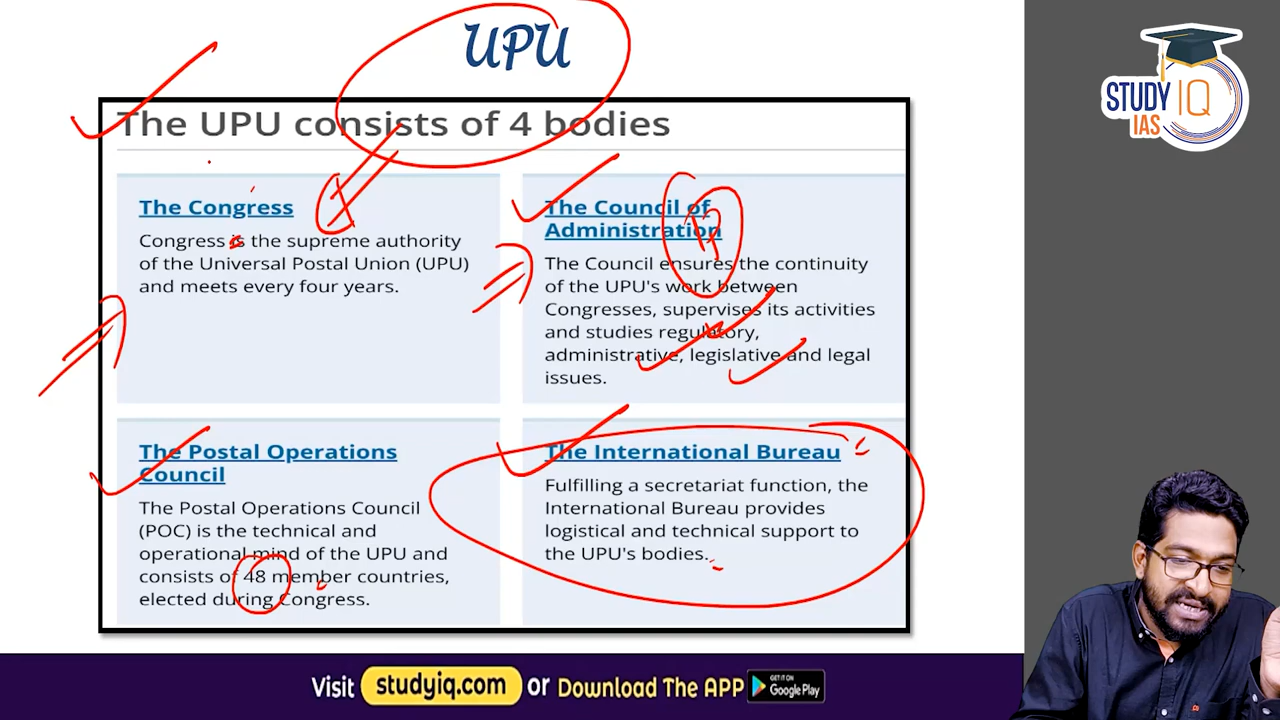 UPU
STUDY IQ
IAS
The UPU consists of 4 bodies
The Congress
Congress is the supreme authority
of the Universal Postal Union (UPU)
and meets every four years.
The Council of
Administration
The Council ensures the continuity
of the UPU's work between
Congresses, supervises its activities
and studies regulatory,
administrative, legislative and legal
issues.
The Postal Operations
Council
The Postal Operations Council
(POC) is the technical and
operational mind of the UPU and
consists of 48 member countries,
elected during Congress.
The International Bureau
Fulfilling a secretariat function, the
International Bureau provides
logistical and technical support to
the UPU's bodies.
Visit studyiq.com or Download The APP GET IT ON Google Play